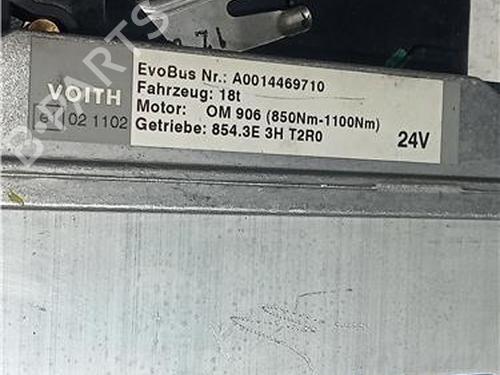 EvoBus Nr.: A0014469710
Fahrzeug: 18t
VOITH
Motor: OM 906 (850Nm-1100Nm)
02 1102
Getriebe: 854.3E 3H T2R0
24V
B-PARTS